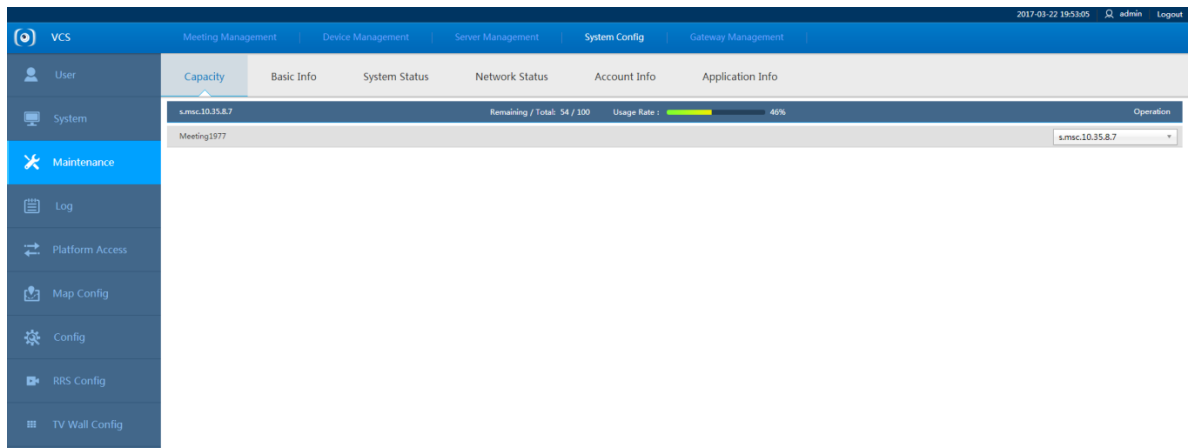 2017-03-22 19:53:05 admin Logout
VCS Meeting Management Device Management Server Management System Config Gateway Management
User
System
Maintenance
Log
Platform Access
Map Config
Config
RRS Config
TV Wall Config
Capacity Basic Info System Status Network Status Account Info Application Info
s.msc.10.35.8.7 Remaining / Total: 54 / 100 Usage Rate : 46% Operation
Meeting1977 s.msc.10.35.8.7